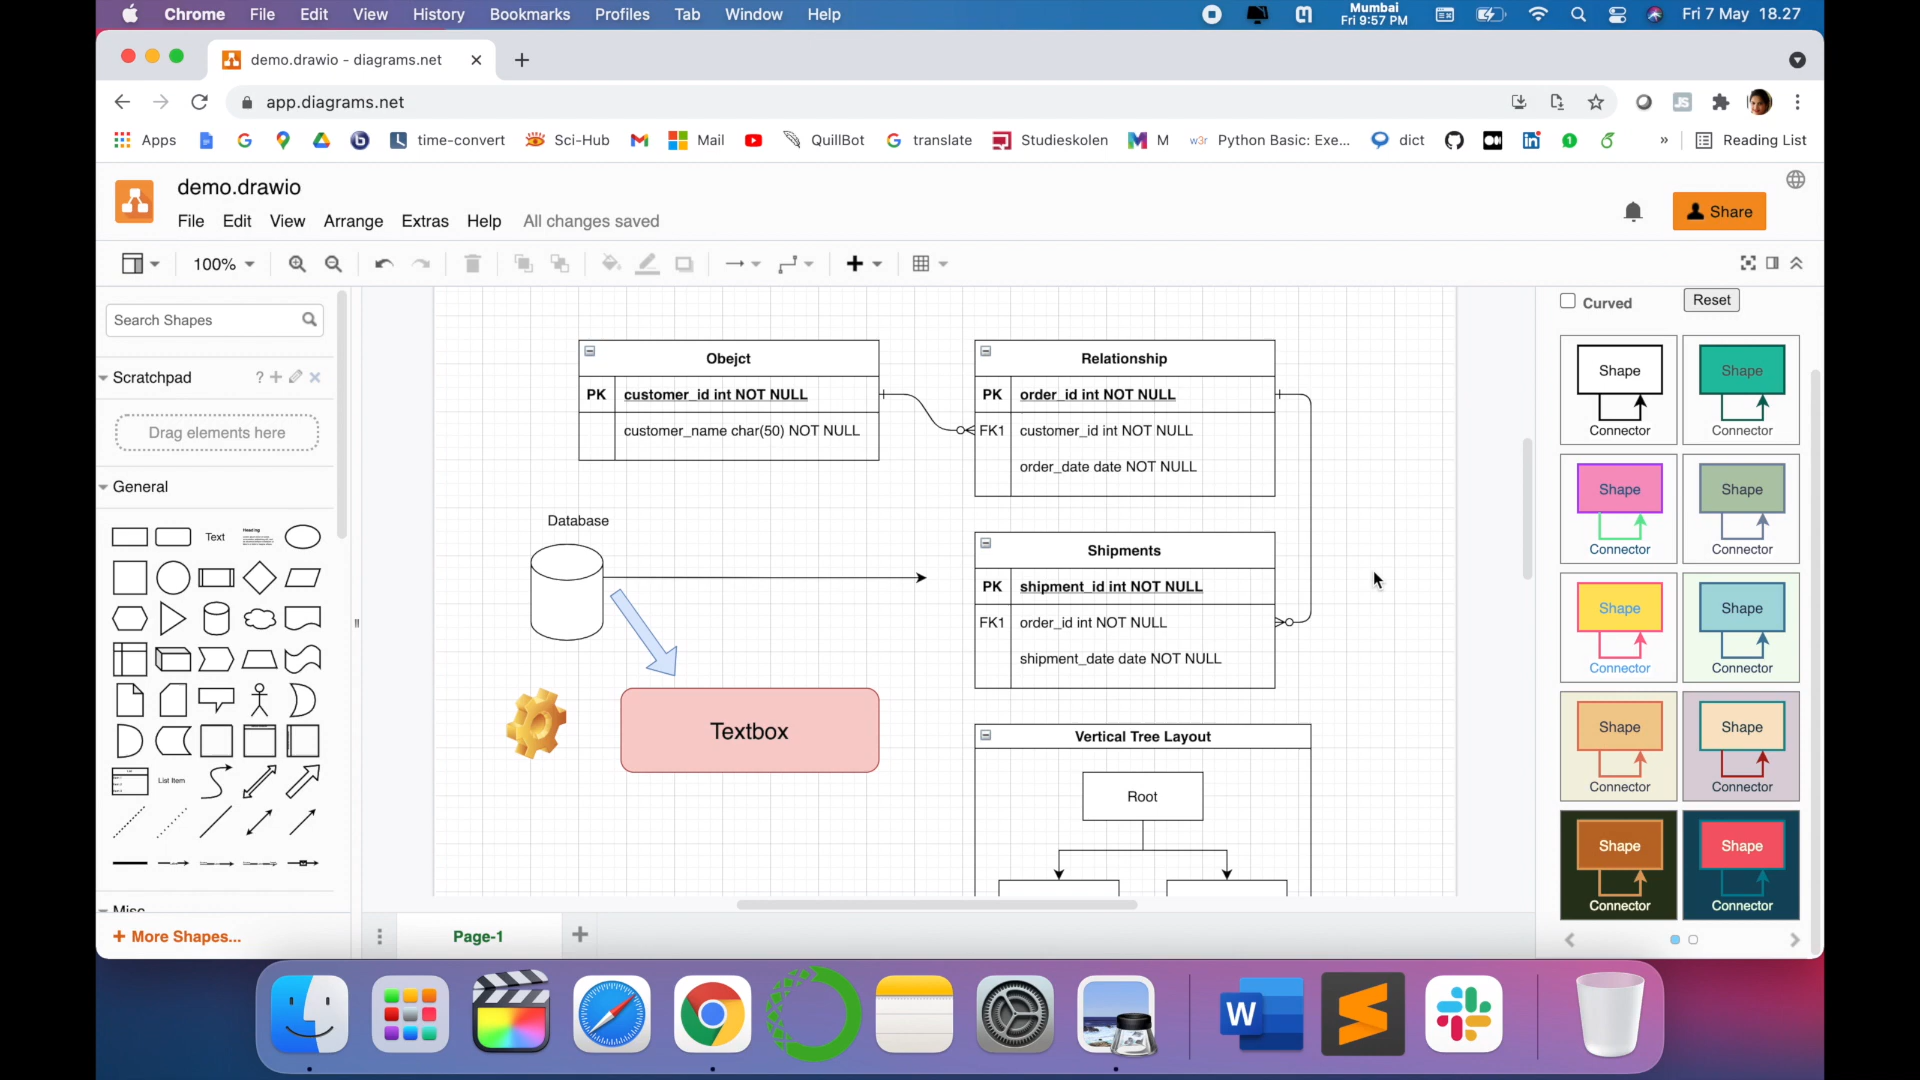 Chrome File Edit View History Bookmarks Profiles Tab Window Help
Mumbai
Fri 9:57 PM
Fri 7 May 18.27
demo.drawio - diagrams.net
app.diagrams.net
Apps time-convert Sci-Hub Mail QuillBot translate Studieskolen M Python Basic: Exe... dict » Reading List
demo.drawio
File Edit View Arrange Extras Help All changes saved
Share
100%
Search Shapes
Scratchpad ?
Drag elements here
General
Text
List Item
Misc
+ More Shapes...
Obejct
PK customer_id int NOT NULL
customer_name char(50) NOT NULL
Relationship
PK order_id int NOT NULL
FK1 customer_id int NOT NULL
order_date date NOT NULL
Database
Shipments
PK shipment_id int NOT NULL
FK1 order_id int NOT NULL
shipment_date date NOT NULL
Textbox
Vertical Tree Layout
Root
Page-1
Curved Reset
Shape Shape
Connector Connector
Shape Shape
Connector Connector
Shape Shape
Connector Connector
Shape Shape
Connector Connector
Shape Shape
Connector Connector